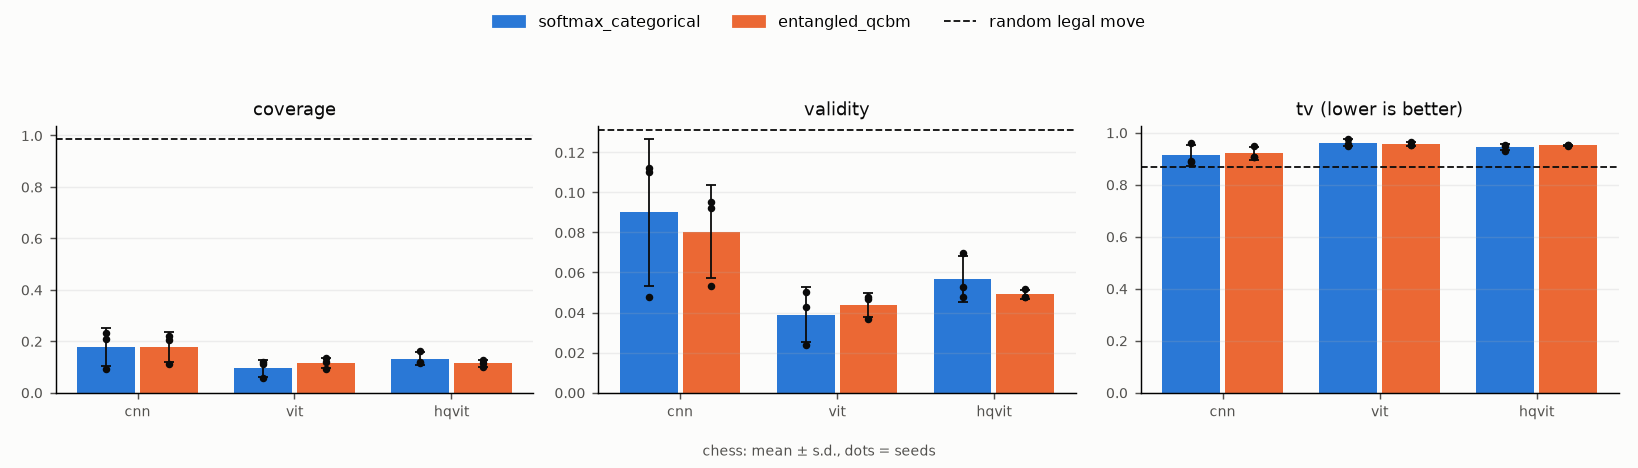 softmax_categorical entangled_qcbm random legal move
coverage
1.0
0.8
0.6
0.4
0.2
0.0
cnn vit hqvit
validity
0.12
0.10
0.08
0.06
0.04
0.02
0.00
cnn vit hqvit
tv (lower is better)
1.0
0.8
0.6
0.4
0.2
0.0
cnn vit hqvit
chess: mean ± s.d., dots = seeds